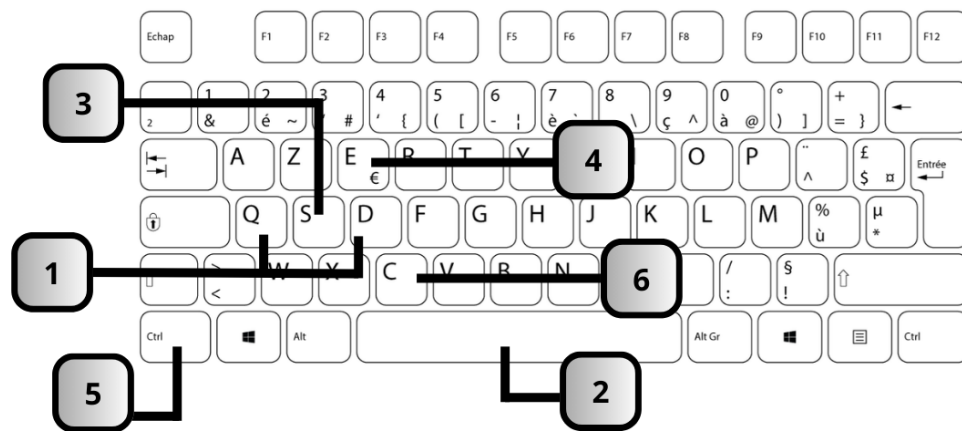 Echap F1 F2 F3 F4 F5 F6 F7 F8 F9 F10 F11 F12
3
1 2 3 4 5 6 7 8 9 0 ° +
2 & é ~ # ' { ( [ - ¦ è ` \ ç ^ à @ ) ] = }
A Z E R T Y O P ¨ £ Entrée
€ ^ $ ¤
4
Q S D F G H J K L M % µ
ù *
1
> W X C V B N / §
< : !
6
Ctrl Alt Alt Gr Ctrl
5
2